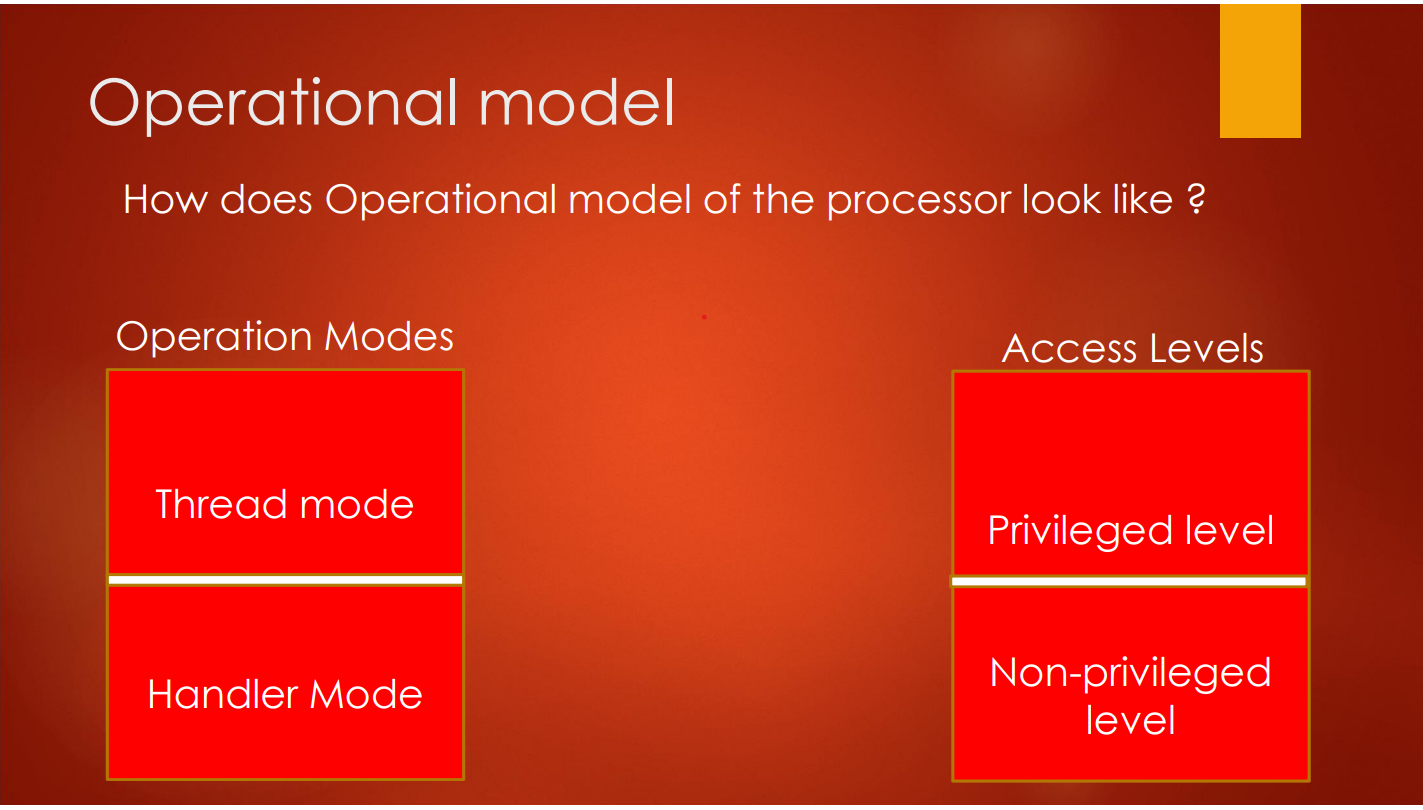 Operational model
How does Operational model of the processor look like ?
Operation Modes
Thread mode
Handler Mode
Access Levels
Privileged level
Non-privileged
level